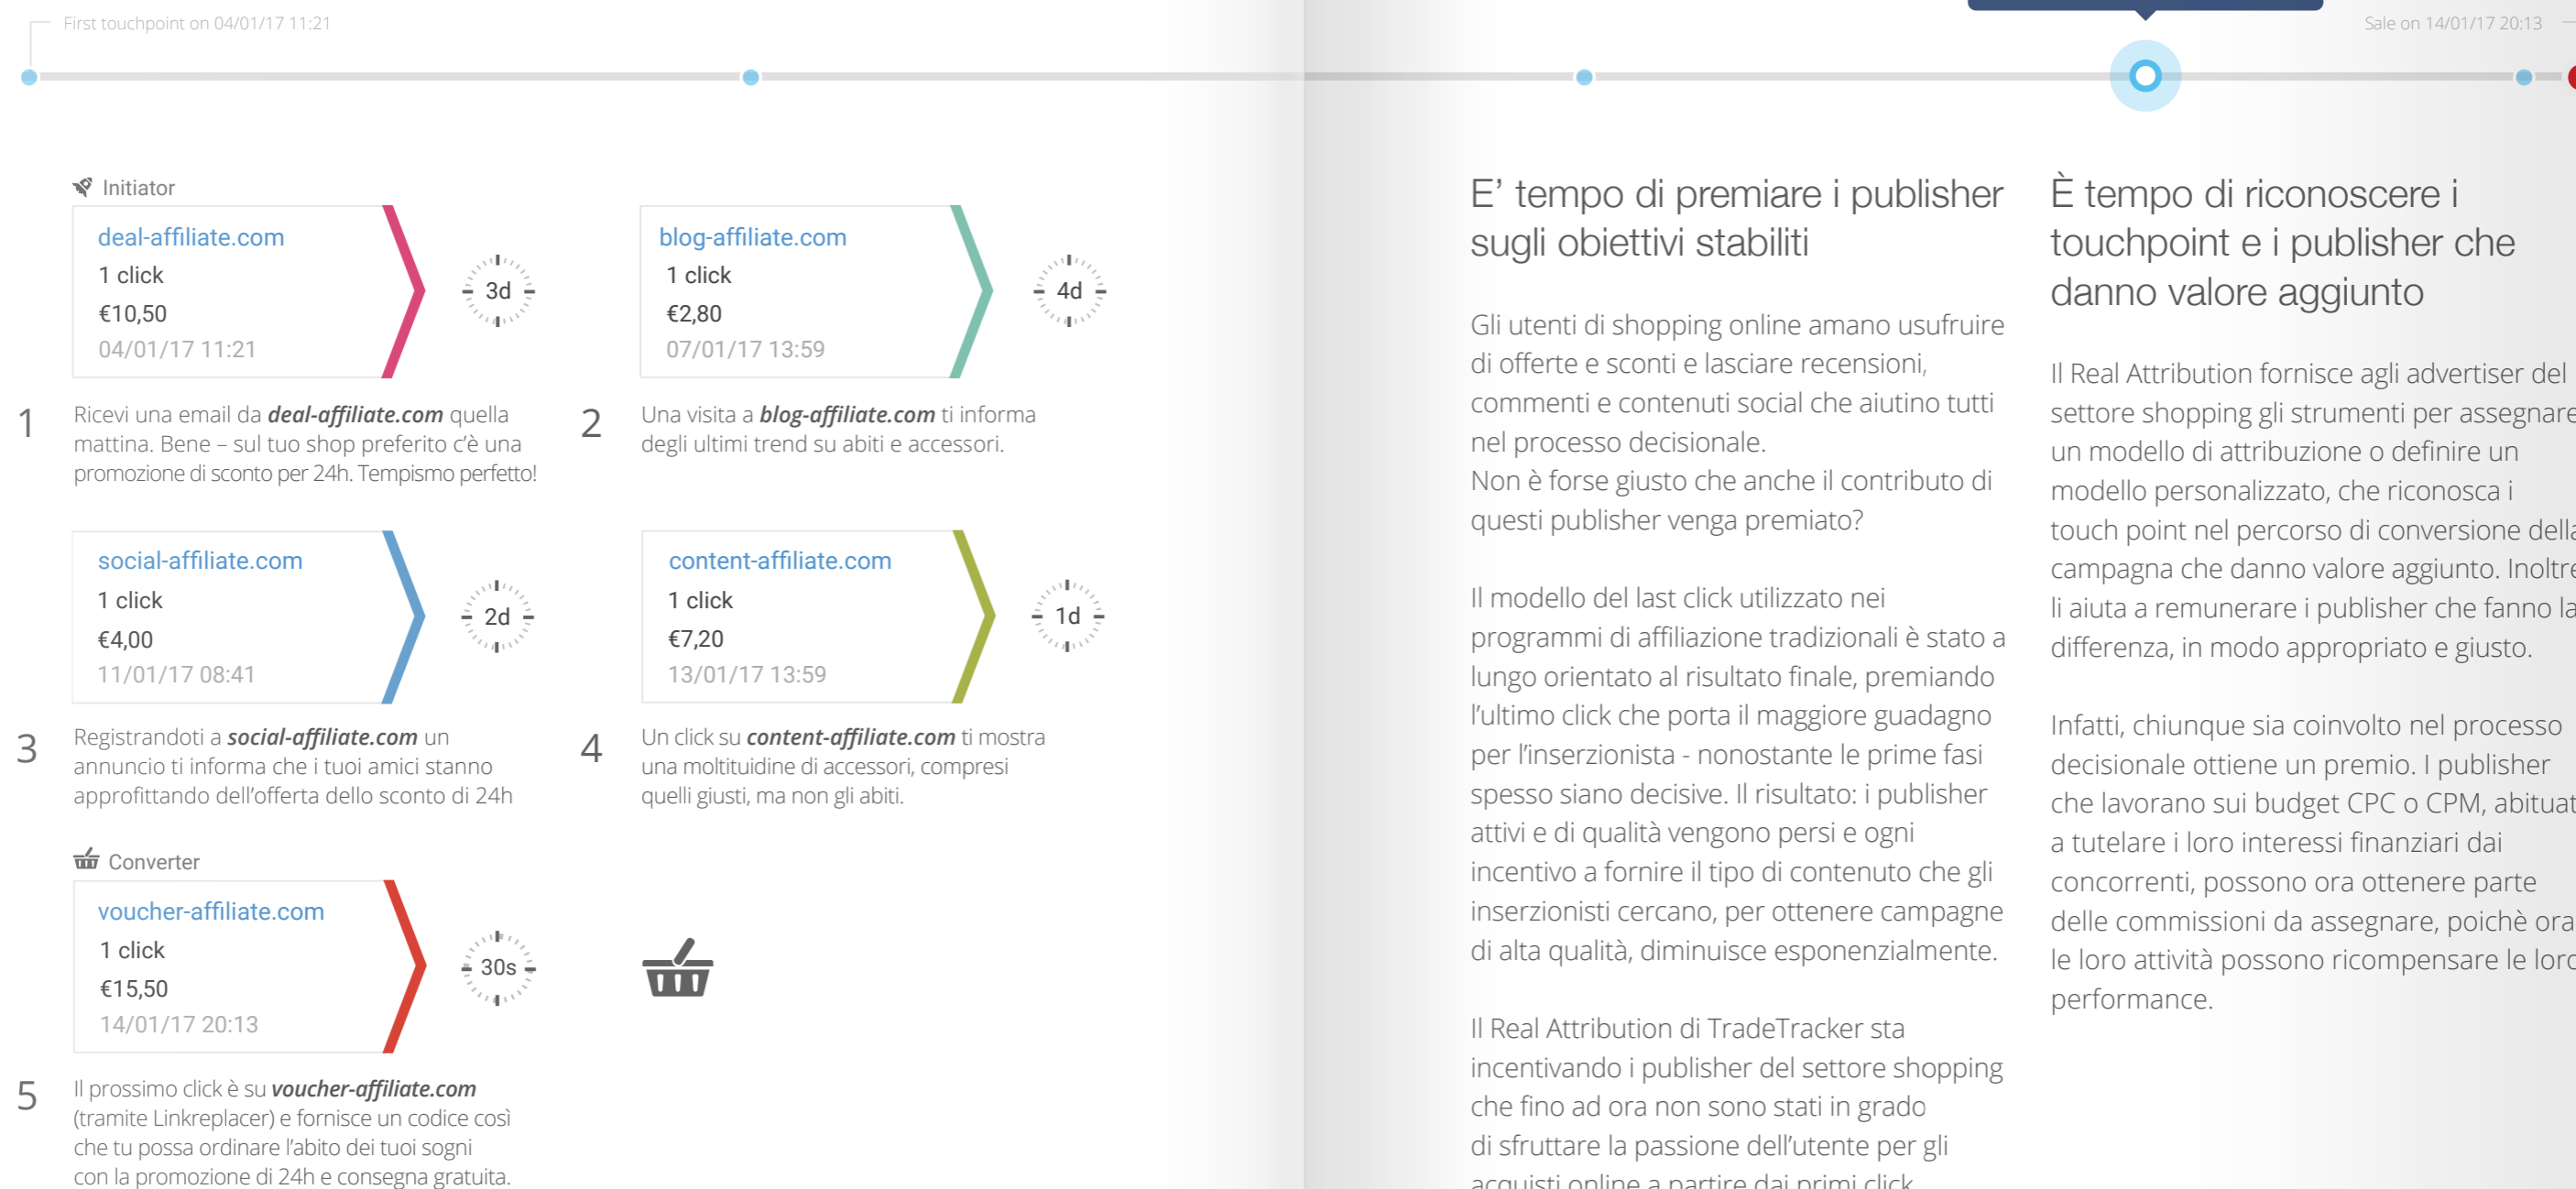 First touchpoint on 04/01/17 11:21
Sale on 14/01/17 20:13
Initiator
deal-affiliate.com
1 click
€10,50
04/01/17 11:21
3d
1
Ricevi una email da deal-affiliate.com quella
mattina. Bene – sul tuo shop preferito c'è una
promozione di sconto per 24h. Tempismo perfetto!
blog-affiliate.com
1 click
€2,80
07/01/17 13:59
4d
2
Una visita a blog-affiliate.com ti informa
degli ultimi trend su abiti e accessori.
social-affiliate.com
1 click
€4,00
11/01/17 08:41
2d
3
Registrandoti a social-affiliate.com un
annuncio ti informa che i tuoi amici stanno
approfittando dell'offerta dello sconto di 24h
content-affiliate.com
1 click
€7,20
13/01/17 13:59
1d
4
Un click su content-affiliate.com ti mostra
una moltituidine di accessori, compresi
quelli giusti, ma non gli abiti.
Converter
voucher-affiliate.com
1 click
€15,50
14/01/17 20:13
30s
5
Il prossimo click è su voucher-affiliate.com
(tramite Linkreplacer) e fornisce un codice così
che tu possa ordinare l'abito dei tuoi sogni
con la promozione di 24h e consegna gratuita.
E' tempo di premiare i publisher
sugli obiettivi stabiliti
Gli utenti di shopping online amano usufruire
di offerte e sconti e lasciare recensioni,
commenti e contenuti social che aiutino tutti
nel processo decisionale.
Non è forse giusto che anche il contributo di
questi publisher venga premiato?
Il modello del last click utilizzato nei
programmi di affiliazione tradizionali è stato a
lungo orientato al risultato finale, premiando
l'ultimo click che porta il maggiore guadagno
per l'inserzionista - nonostante le prime fasi
spesso siano decisive. Il risultato: i publisher
attivi e di qualità vengono persi e ogni
incentivo a fornire il tipo di contenuto che gli
inserzionisti cercano, per ottenere campagne
di alta qualità, diminuisce esponenzialmente.
Il Real Attribution di TradeTracker sta
incentivando i publisher del settore shopping
che fino ad ora non sono stati in grado
di sfruttare la passione dell'utente per gli
acquisti online a partire dai primi click
È tempo di riconoscere i
touchpoint e i publisher che
danno valore aggiunto
Il Real Attribution fornisce agli advertiser del
settore shopping gli strumenti per assegnare
un modello di attribuzione o definire un
modello personalizzato, che riconosca i
touch point nel percorso di conversione della
campagna che danno valore aggiunto. Inoltre
li aiuta a remunerare i publisher che fanno la
differenza, in modo appropriato e giusto.
Infatti, chiunque sia coinvolto nel processo
decisionale ottiene un premio. I publisher
che lavorano sui budget CPC o CPM, abituat
a tutelare i loro interessi finanziari dai
concorrenti, possono ora ottenere parte
delle commissioni da assegnare, poichè ora
le loro attività possono ricompensare le loro
performance.